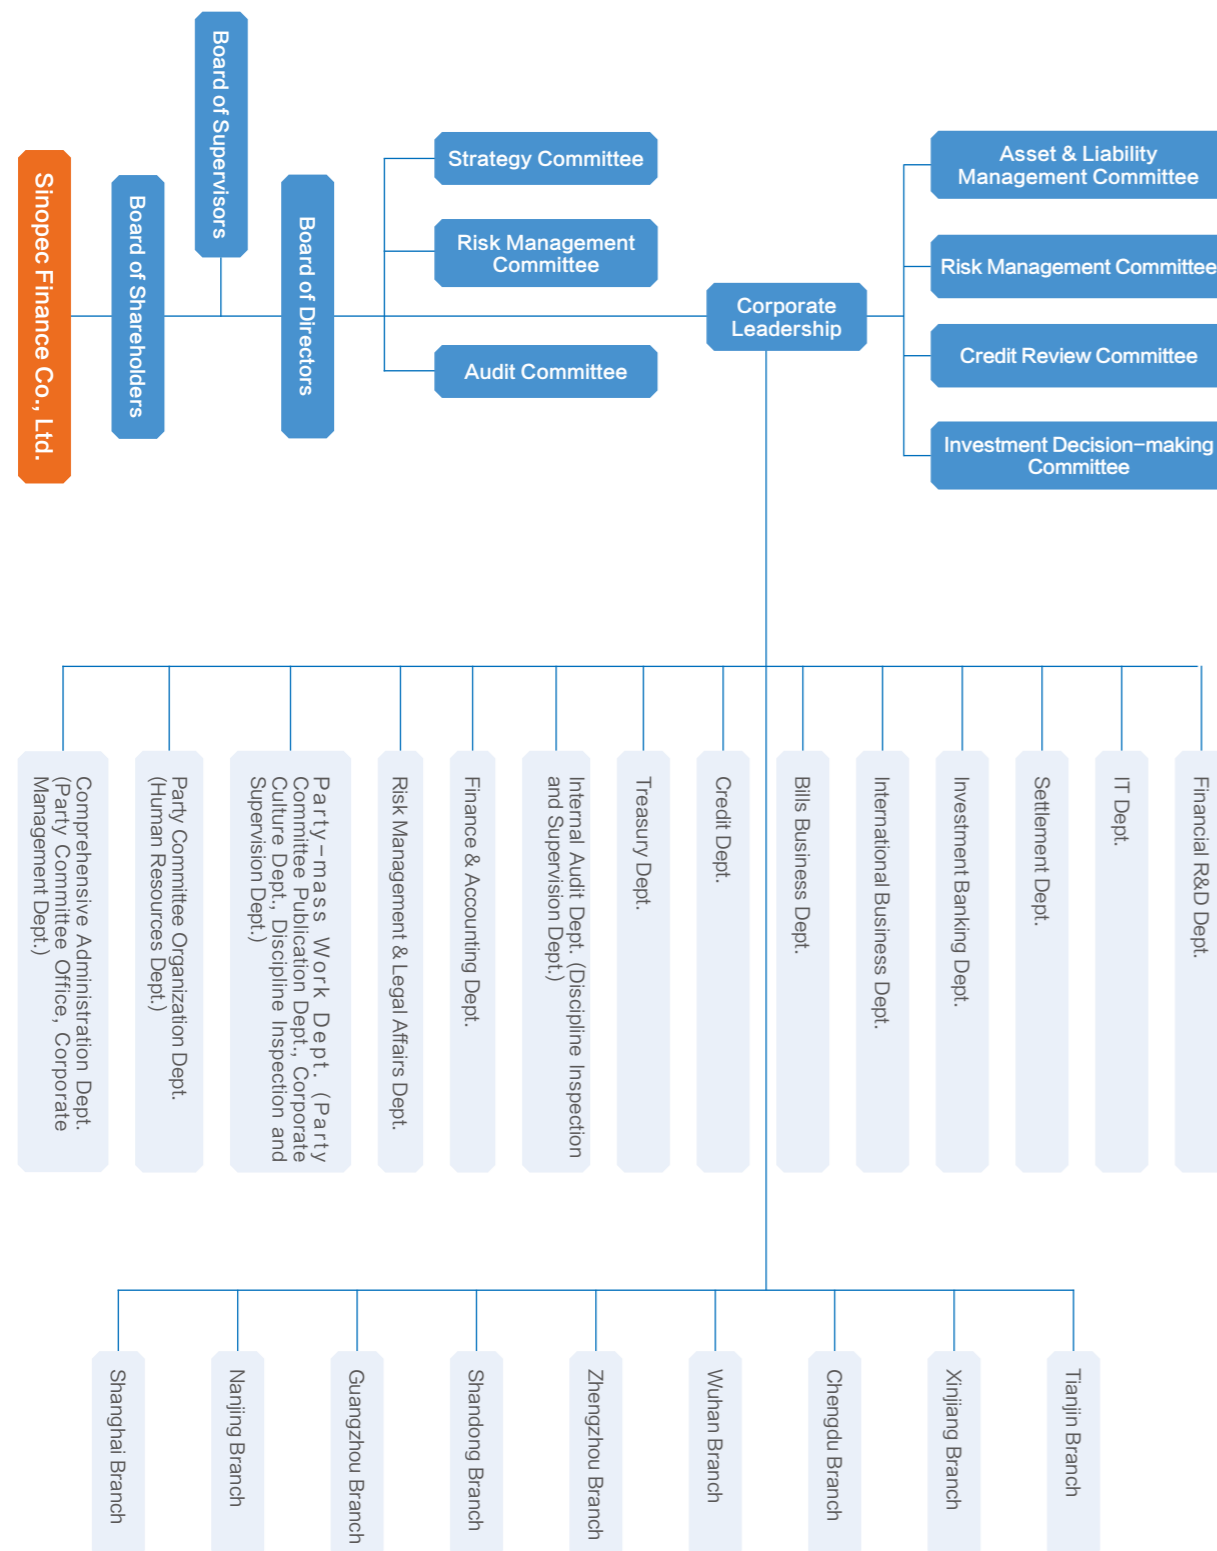 Sinopec Finance Co., Ltd.
Board of Shareholders
Board of Supervisors
Board of Directors
Strategy Committee
Risk Management
Committee
Audit Committee
Corporate
Leadership
Asset & Liability
Management Committee
Risk Management Committee
Credit Review Committee
Investment Decision-making
Committee
Comprehensive Administration Dept.
(Party Committee Office, Corporate
Management Dept.)
Party Committee Organization Dept.
(Human Resources Dept.)
Party-mass Work Dept. (Party
Committee Publication Dept., Corporate
Culture Dept., Discipline Inspection and
Supervision Dept.)
Risk Management & Legal Affairs Dept.
Finance & Accounting Dept.
Internal Audit Dept. (Discipline Inspection
and Supervision Dept.)
Treasury Dept.
Credit Dept.
Bills Business Dept.
International Business Dept.
Investment Banking Dept.
Settlement Dept.
IT Dept.
Financial R&D Dept.
Shanghai Branch
Nanjing Branch
Guangzhou Branch
Shandong Branch
Zhengzhou Branch
Wuhan Branch
Chengdu Branch
Xinjiang Branch
Tianjin Branch